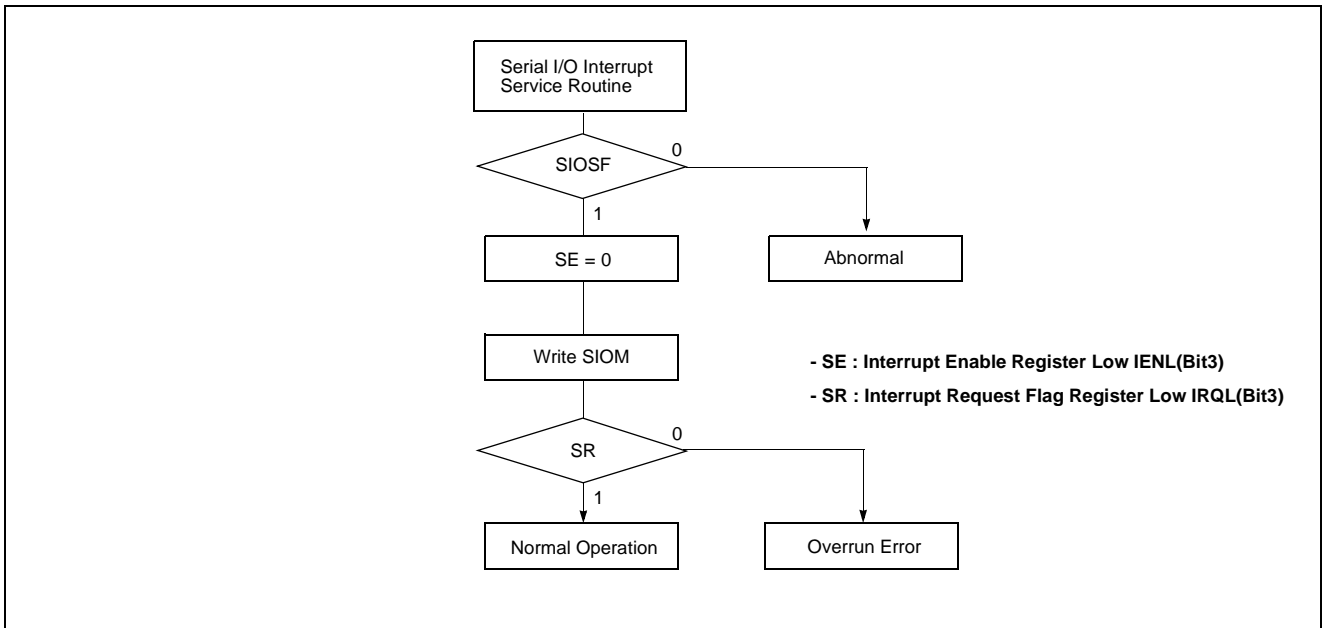 Serial I/O Interrupt
Service Routine
SIOSF
0
1
SE = 0
Abnormal
Write SIOM
- SE : Interrupt Enable Register Low IENL(Bit3)
- SR : Interrupt Request Flag Register Low IRQL(Bit3)
SR
0
1
Normal Operation
Overrun Error